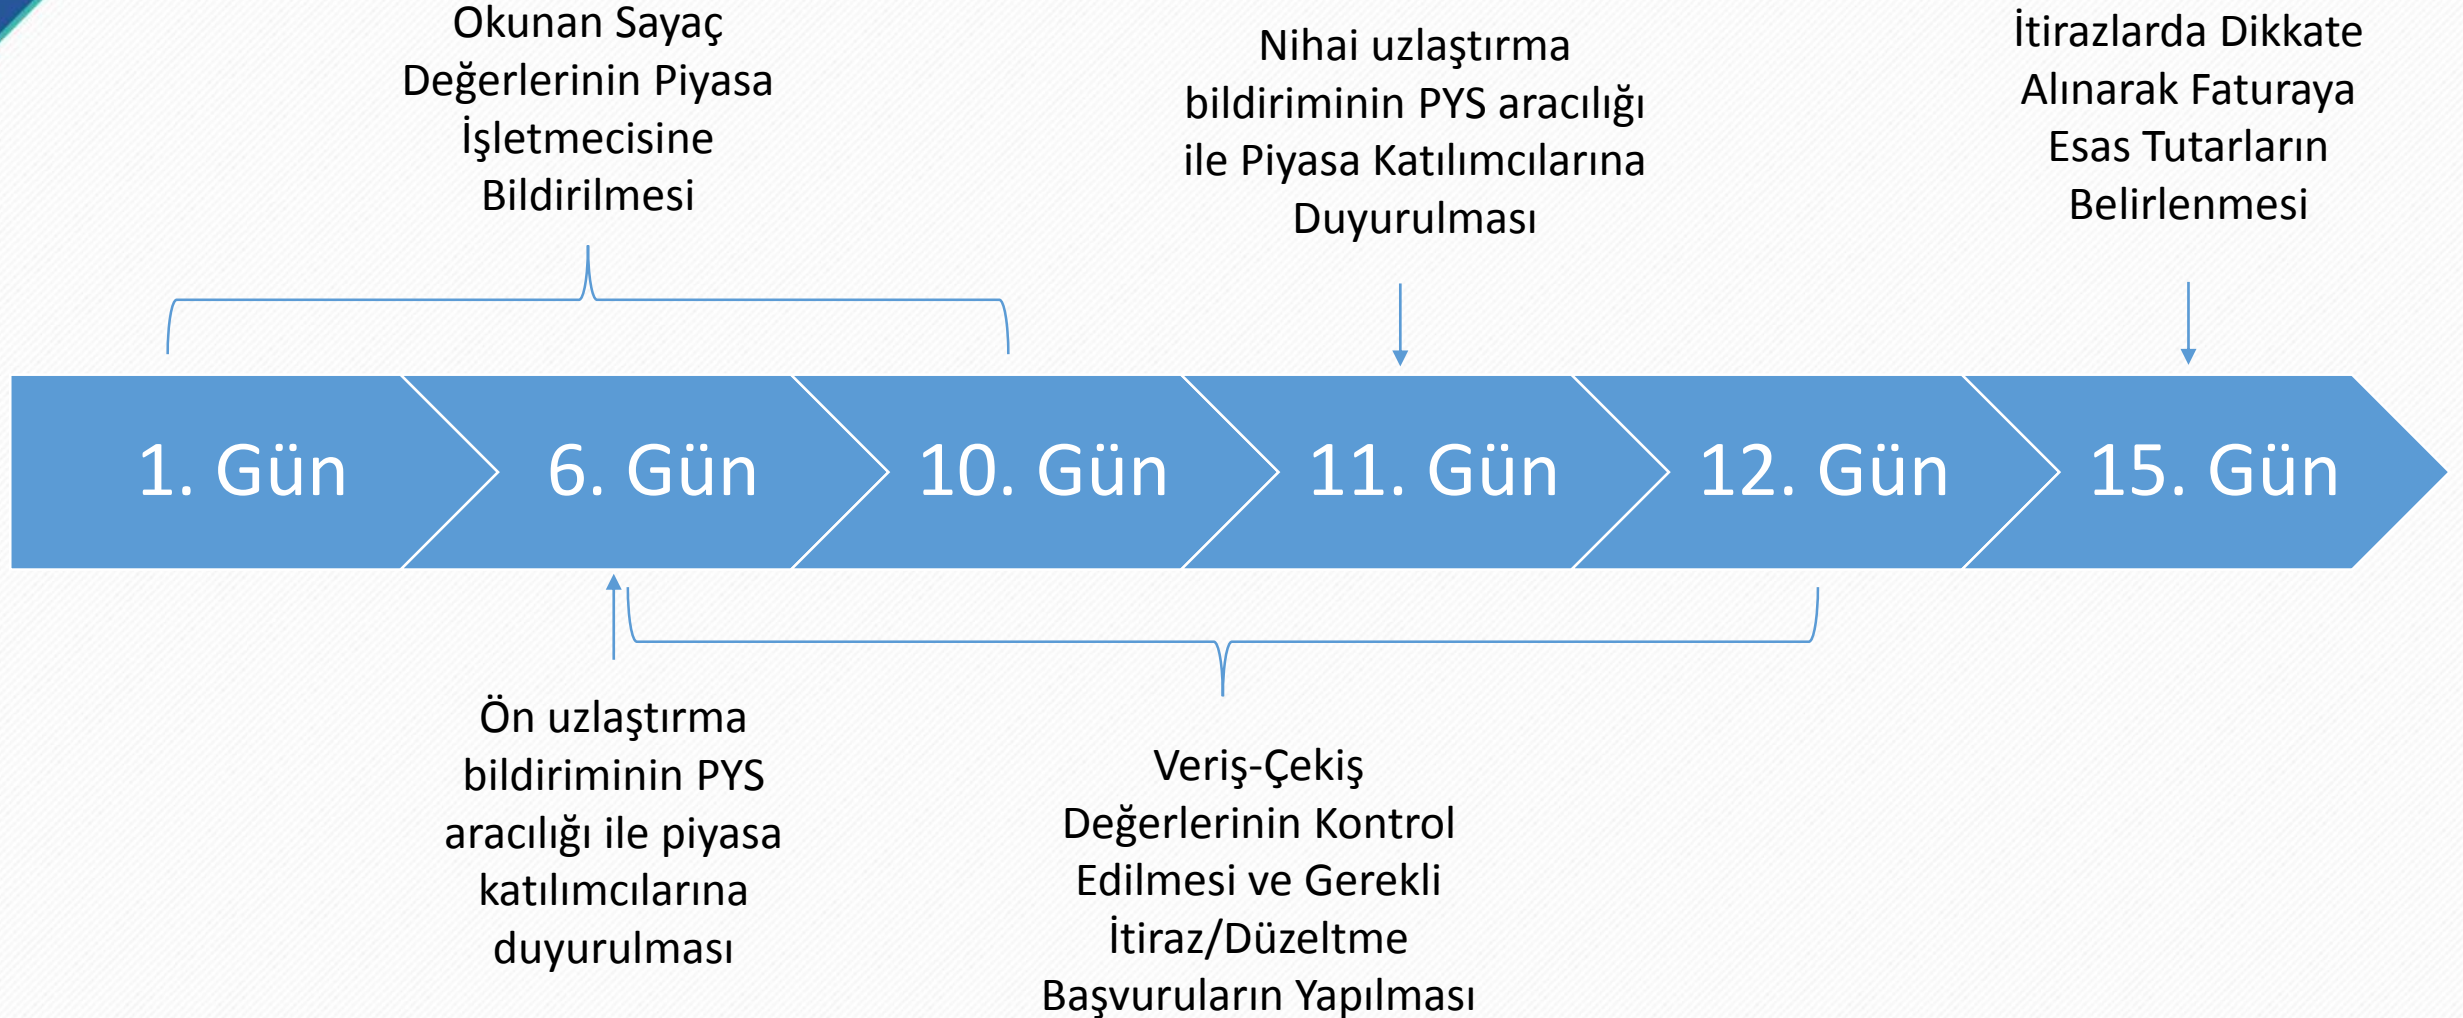 Okunan Sayaç
Değerlerinin Piyasa
İşletmecisine
Bildirilmesi
Nihai uzlaştırma
bildiriminin PYS aracılığı
ile Piyasa Katılımcılarına
Duyurulması
İtirazlarda Dikkate
Alınarak Faturaya
Esas Tutarların
Belirlenmesi
1. Gün
6. Gün
10. Gün
11. Gün
12. Gün
15. Gün
Ön uzlaştırma
bildiriminin PYS
aracılığı ile piyasa
katılımcılarına
duyurulması
Veriş-Çekiş
Değerlerinin Kontrol
Edilmesi ve Gerekli
İtiraz/Düzeltme
Başvuruların Yapılması